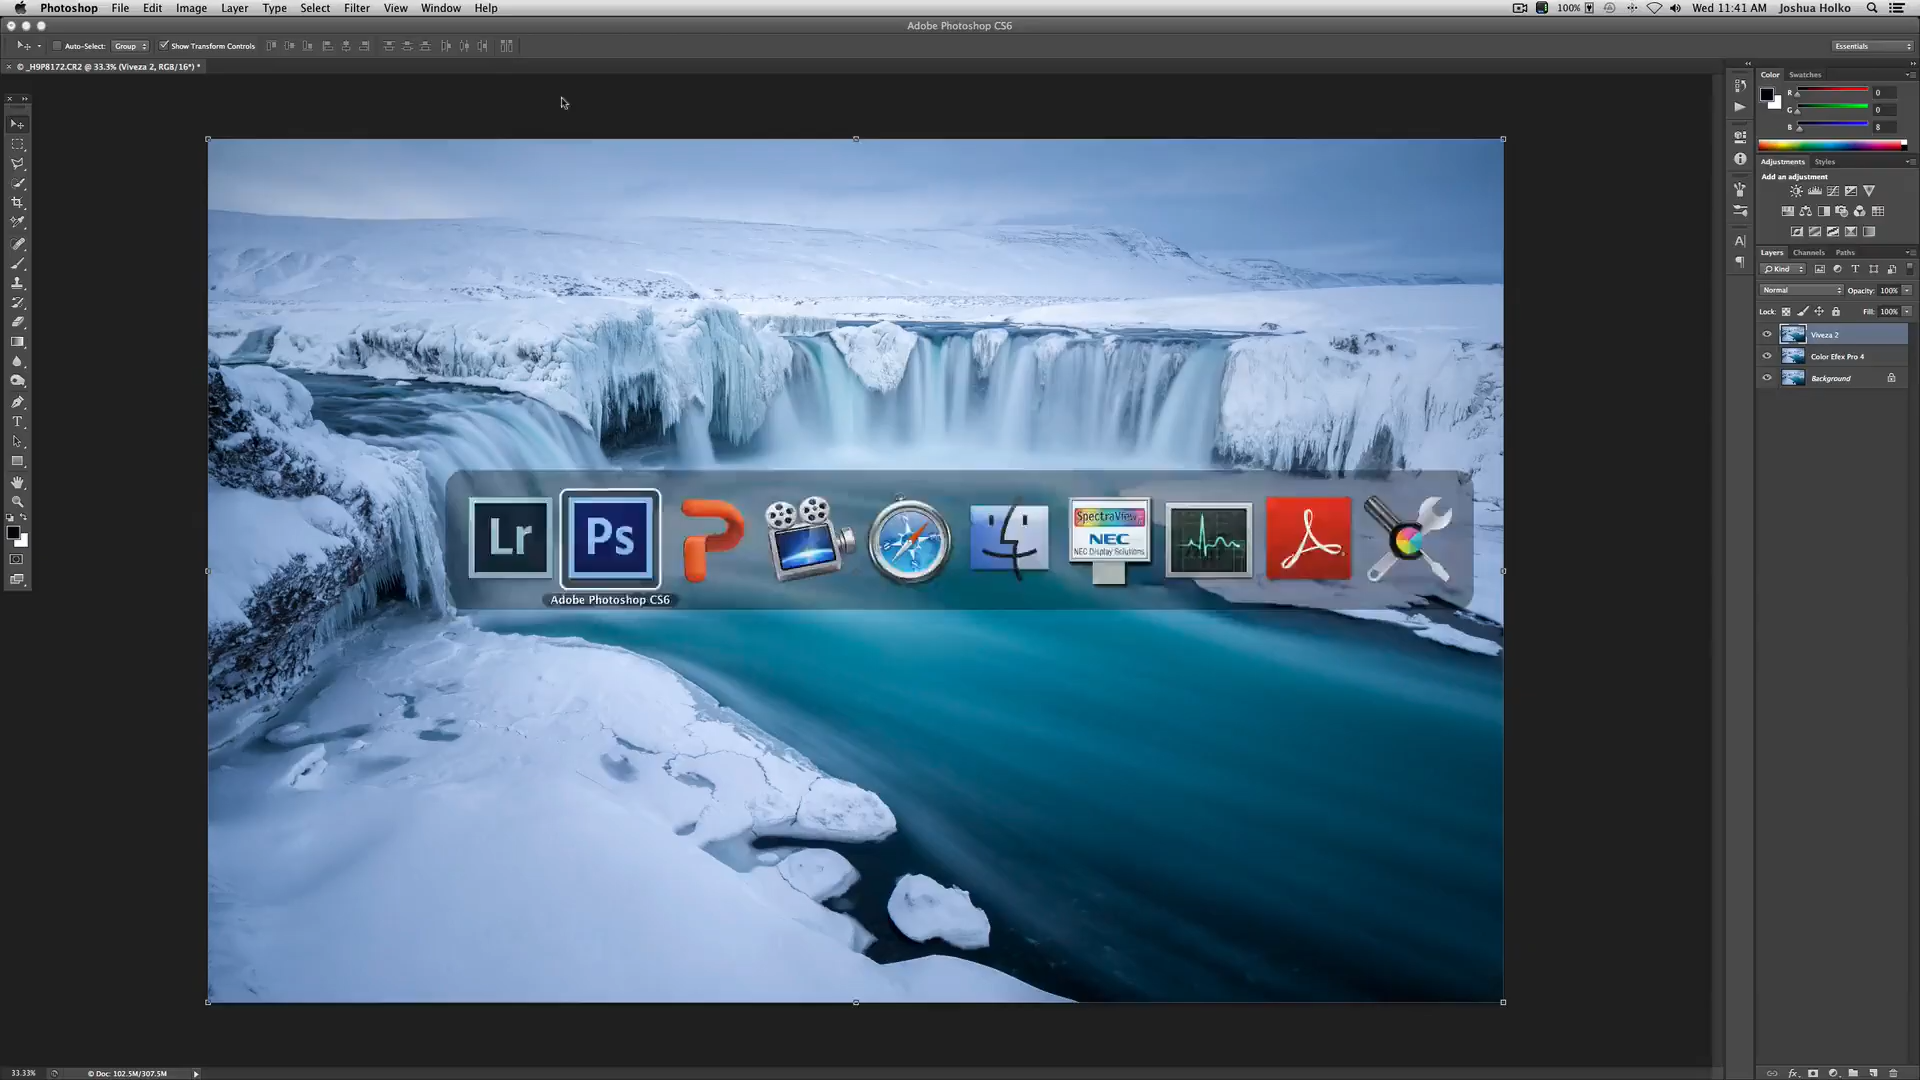 Photoshop File Edit Image Layer Type Select Filter View Window Help 100% Wed 11:41 AM Joshua Holko
Adobe Photoshop CS6
Auto-Select: Group Show Transform Controls Essentials
© _H9P8172.CR2 @ 33.3% (Viveza 2, RGB/16*) *
Color Swatches
R 0
G 0
B 8
Adjustments Styles
Add an adjustment
Layers Channels Paths
Kind
Normal Opacity: 100%
Lock: Fill: 100%
Viveza 2
Color Efex Pro 4
Background
Lr Ps
SpectraView
NEC
NEC Display Solutions
Adobe Photoshop CS6
33.33% © Doc: 102.5M/307.5M